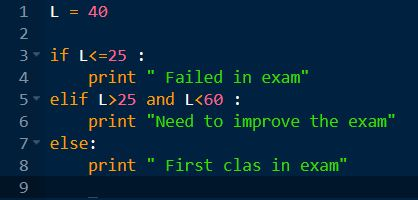 1 L = 40
2
3 if L<=25 :
4     print " Failed in exam"
5 elif L>25 and L<60 :
6     print "Need to improve the exam"
7 else:
8     print " First clas in exam"
9